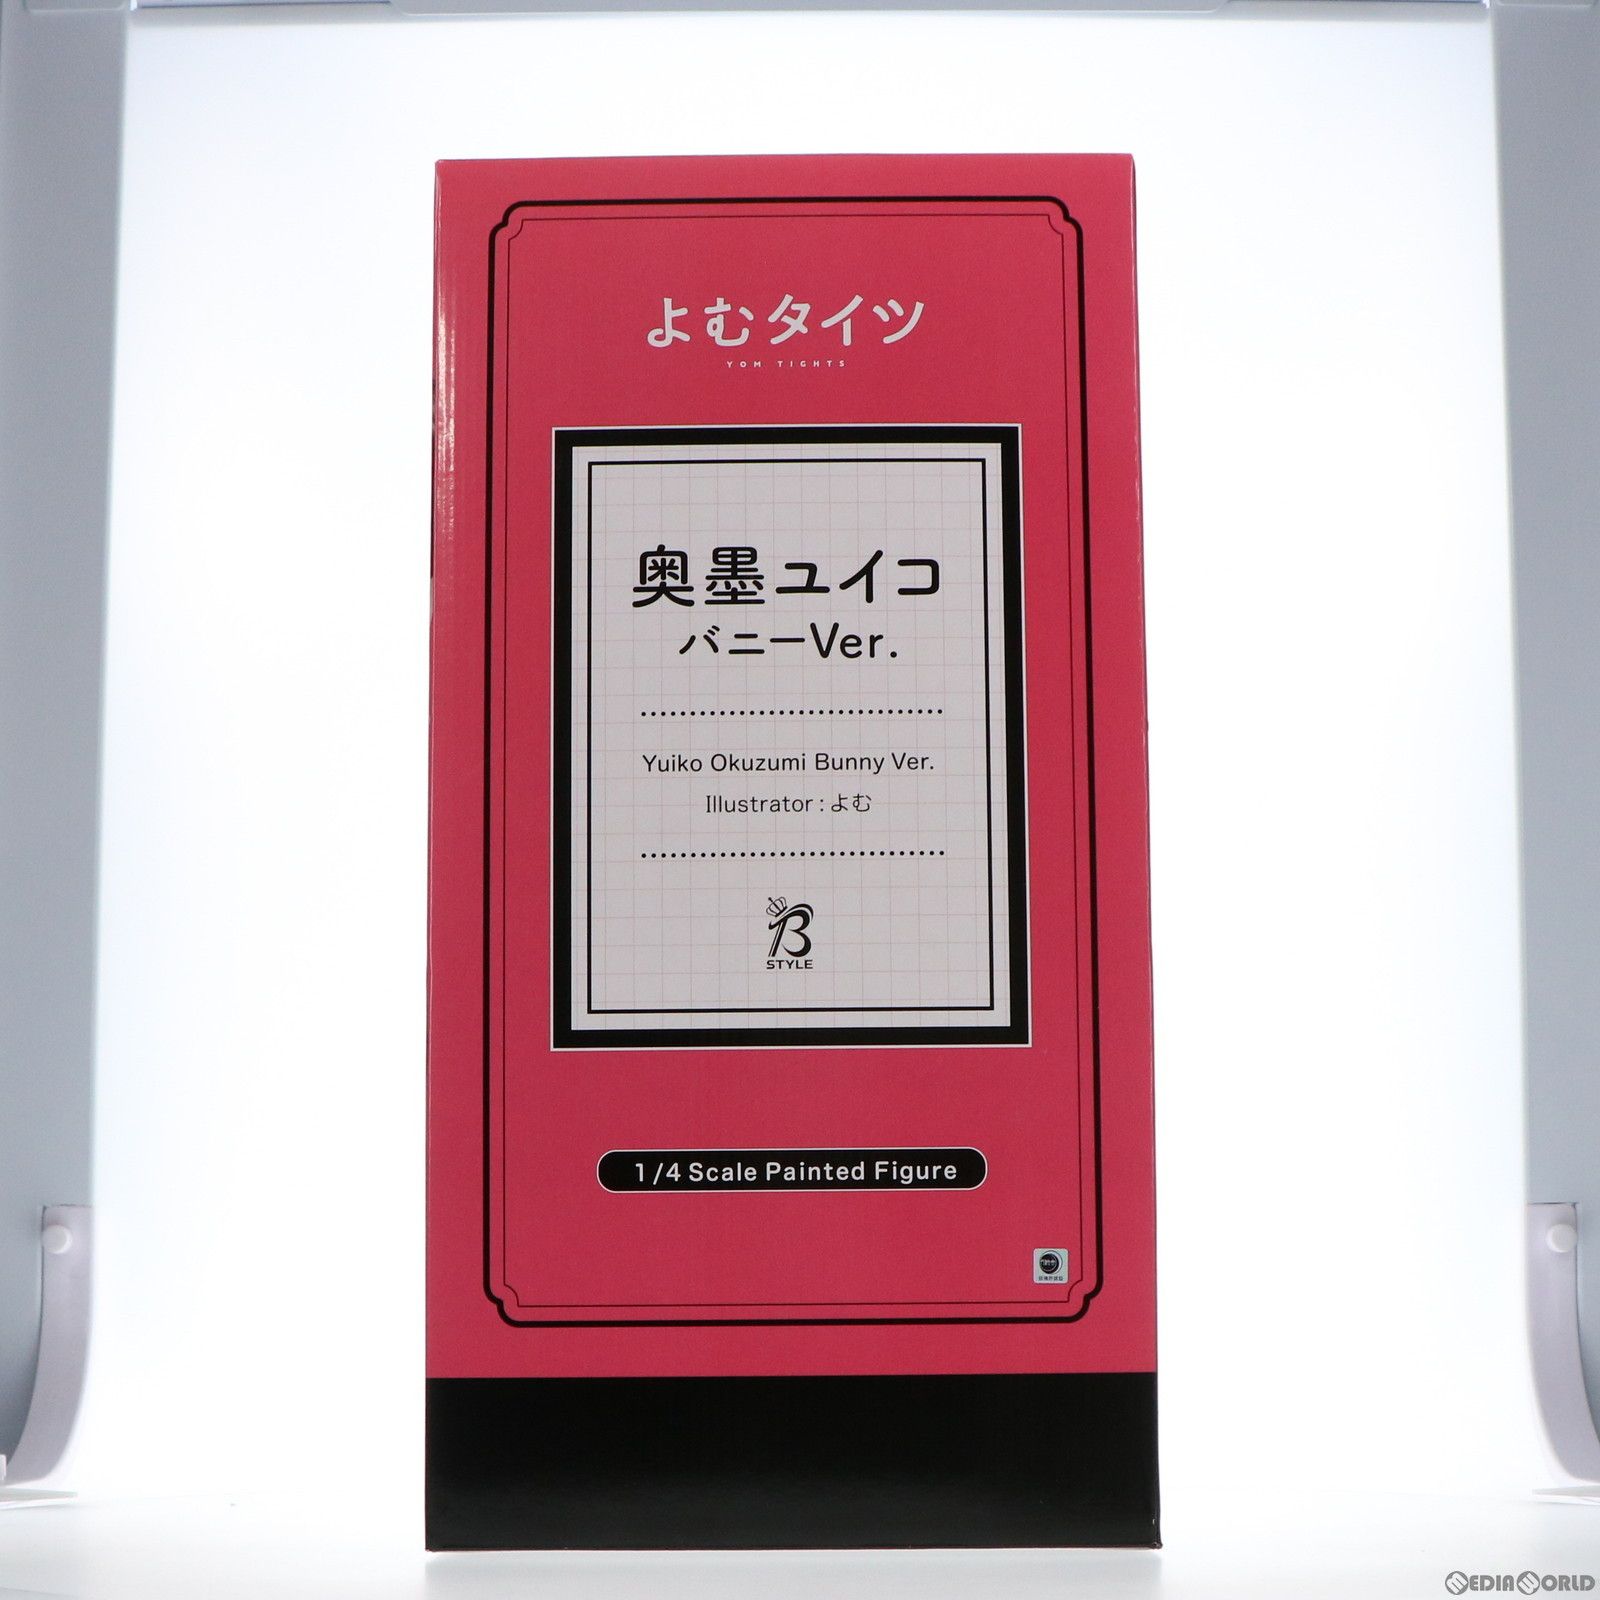 よむタイツ
YOM TIGHTS
奥墨ユイコ
バニーVer.
Yuiko Okuzumi Bunny Ver.
Illustrator : よむ
B
STYLE
1/4 Scale Painted Figure
MEDIAWORLD